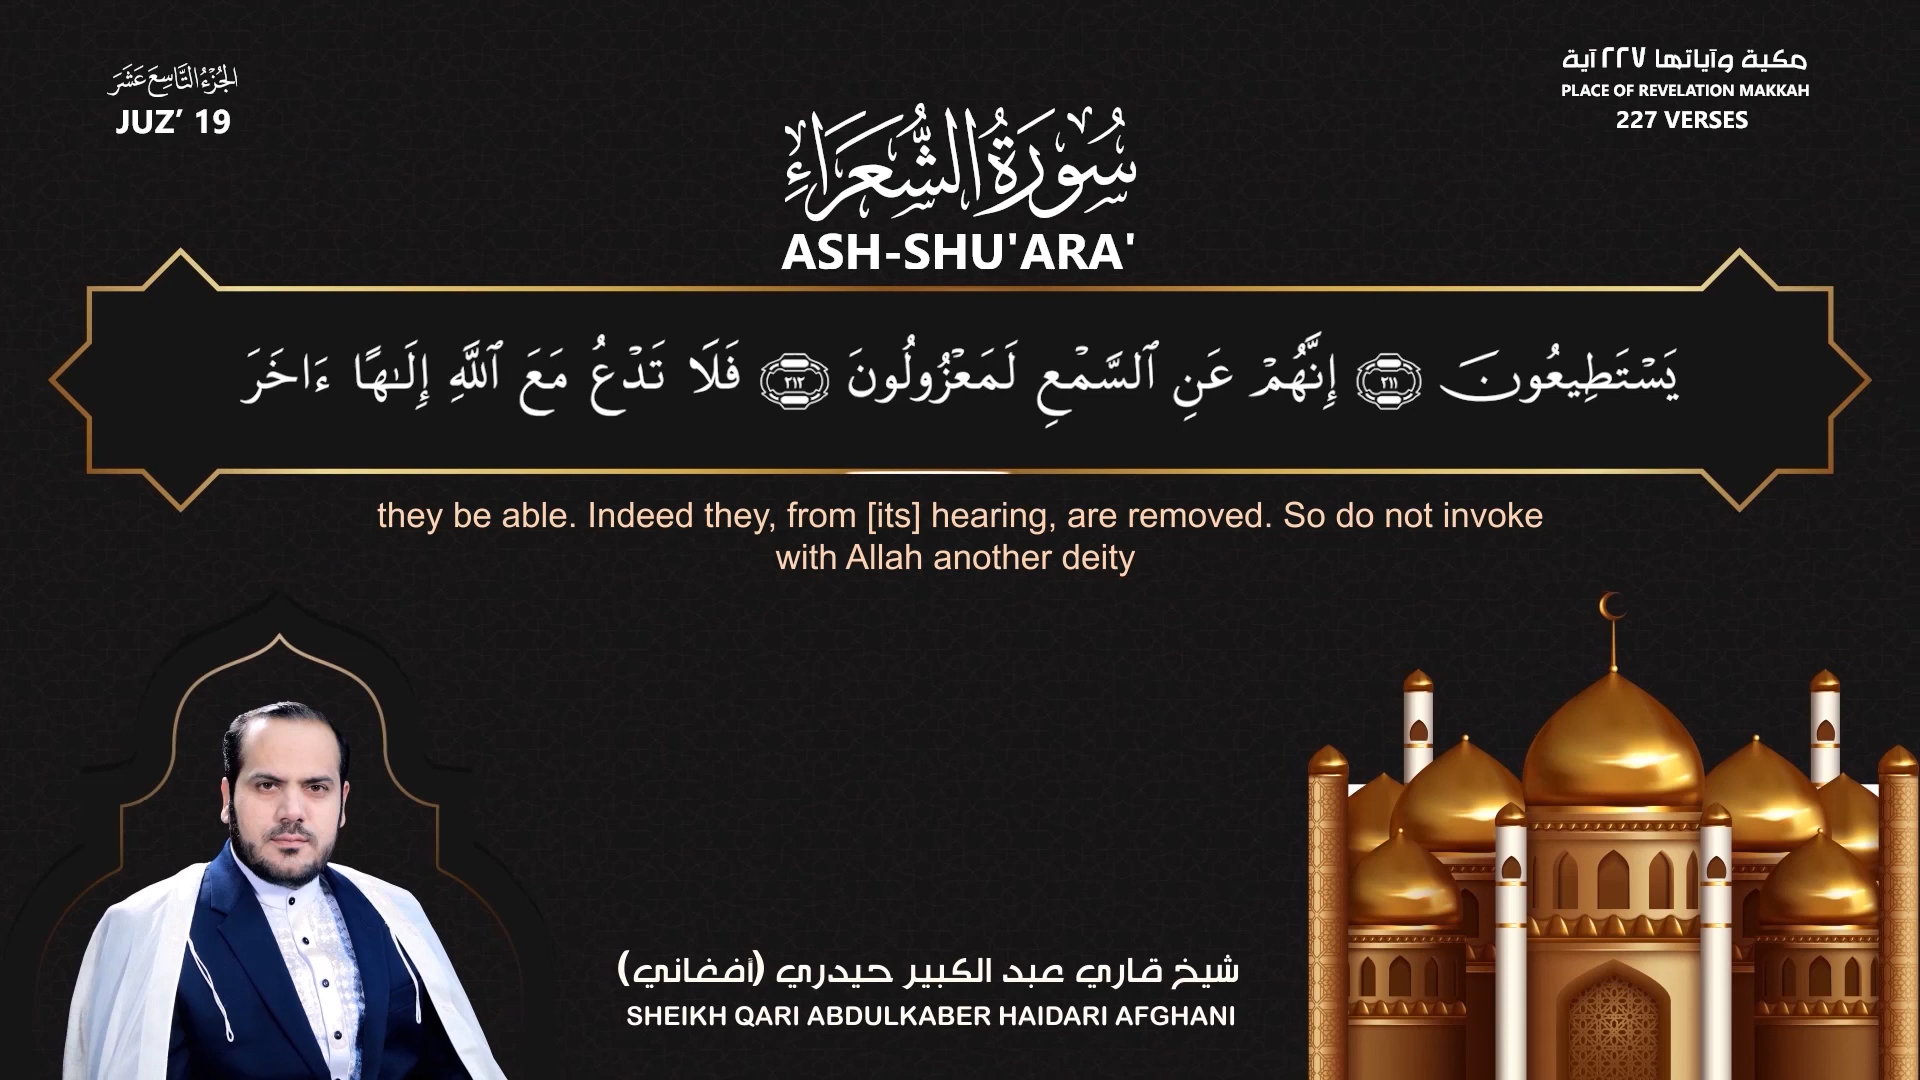 الجُزْءُ التَّاسِعَ عَشَرَ
JUZ’ 19
مكية وآياتها ٢٢٧ آية
PLACE OF REVELATION MAKKAH
227 VERSES
سُورَةُ الشُّعَرَاءِ
ASH-SHU'ARA'
يَسْتَطِيعُونَ ٢١١ إِنَّهُمْ عَنِ ٱلسَّمْعِ لَمَعْزُولُونَ ٢١٢ فَلَا تَدْعُ مَعَ ٱللَّهِ إِلَـٰهًا ءَاخَرَ
they be able. Indeed they, from [its] hearing, are removed. So do not invoke
with Allah another deity
شيخ قاري عبد الكبير حيدري (أفغاني)
SHEIKH QARI ABDULKABER HAIDARI AFGHANI